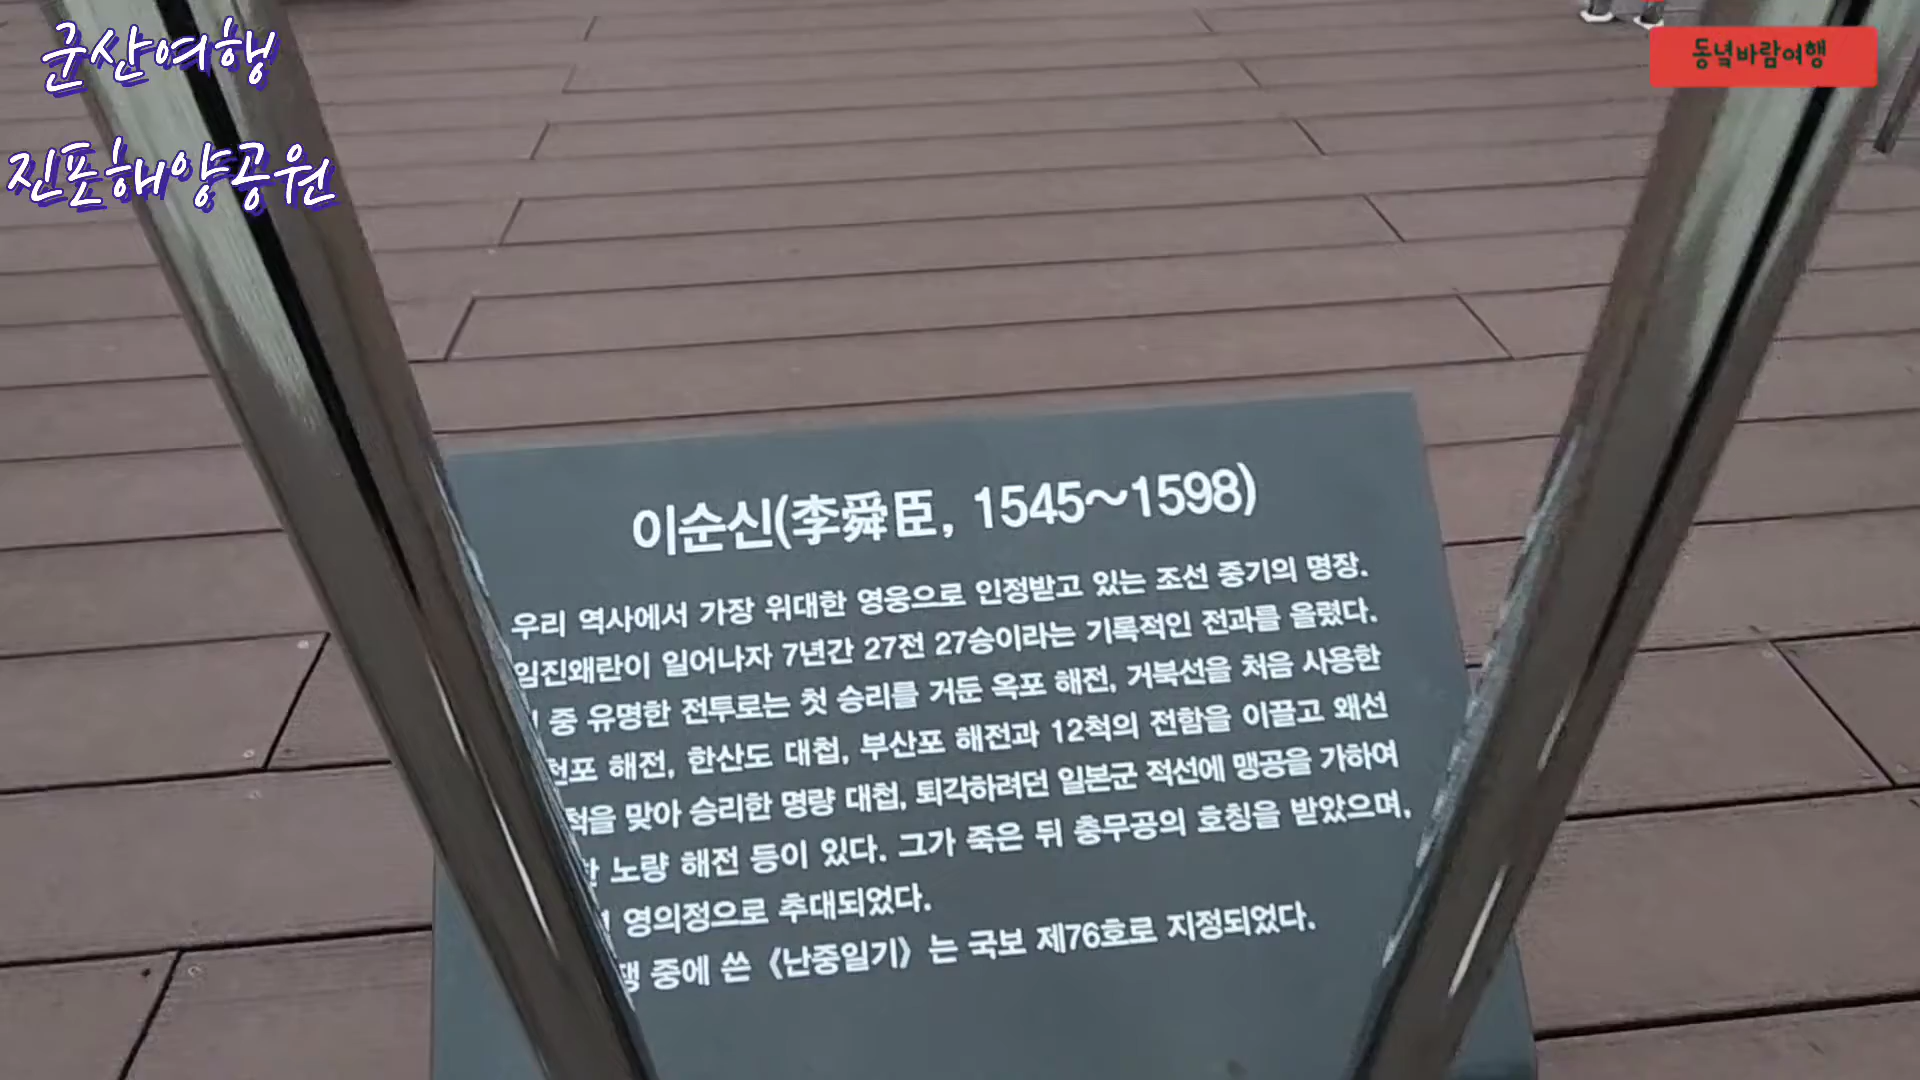 군산여행
진포해양공원
동녘바람여행
이순신(李舜臣, 1545~1598)
우리 역사에서 가장 위대한 영웅으로 인정받고 있는 조선 중기의 명장.
임진왜란이 일어나자 7년간 27전 27승이라는 기록적인 전과를 올렸다.
중 유명한 전투로는 첫 승리를 거둔 옥포 해전, 거북선을 처음 사용한
해전, 한산도 대첩, 부산포 해전과 12척의 전함을 이끌고 왜선
맞아 승리한 명량 대첩, 퇴각하려던 일본군 적선에 맹공을 가하여
노량 해전 등이 있다. 그가 죽은 뒤 충무공의 호칭을 받았으며,
영의정으로 추대되었다.
중에 쓴 《난중일기》는 국보 제76호로 지정되었다.